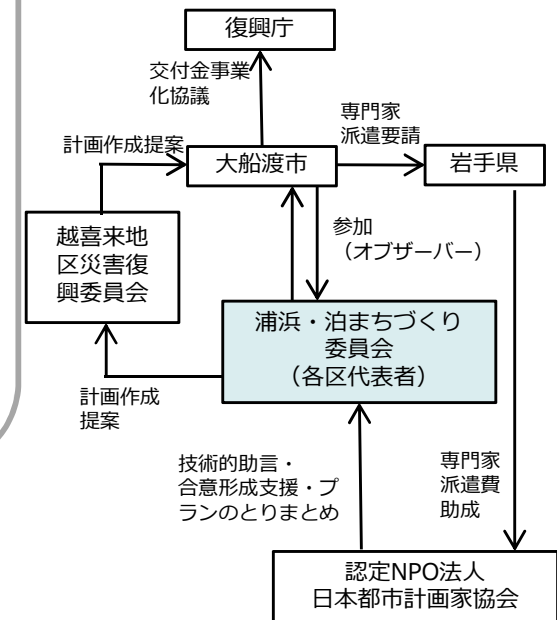 復興庁
交付金事業
化協議
専門家
派遣要請
計画作成提案
大船渡市
岩手県
越喜来地
区災害復
興委員会
参加
（オブザーバー）
浦浜・泊まちづくり
委員会
（各区代表者）
計画作成
提案
技術的助言・
合意形成支援・プ
ランのとりまとめ
専門家
派遣費
助成
認定NPO法人
日本都市計画家協会